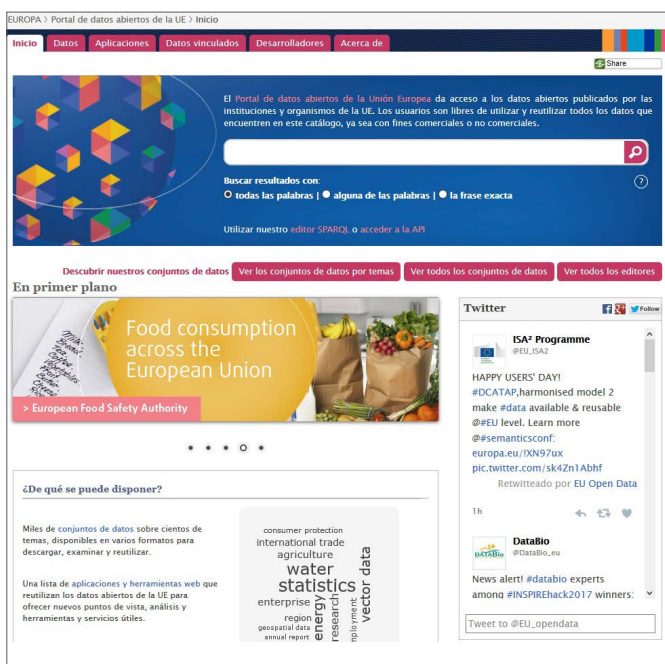 EUROPA > Portal de datos abiertos de la UE > Inicio
Inicio Datos Aplicaciones Datos vinculados Desarrolladores Acerca de
Share
El Portal de datos abiertos de la Unión Europea da acceso a los datos abiertos publicados por las
instituciones y organismos de la UE. Los usuarios son libres de utilizar y reutilizar todos los datos que
encuentren en este catálogo, ya sea con fines comerciales o no comerciales.
Buscar resultados con:
?
todas las palabras | alguna de las palabras | la frase exacta
Utilizar nuestro editor SPARQL o acceder a la API
Descubrir nuestros conjuntos de datos Ver los conjuntos de datos por temas Ver todos los conjuntos de datos Ver todos los editores
En primer plano
Food consumption
across the
European Union
> European Food Safety Authority
¿De qué se puede disponer?
Miles de conjuntos de datos sobre cientos de
temas, disponibles en varios formatos para
descargar, examinar y reutilizar.
Una lista de aplicaciones y herramientas web que
reutilizan los datos abiertos de la UE para
ofrecer nuevos puntos de vista, análisis y
herramientas y servicios útiles.
consumer protection
international trade
agriculture
water
statistics
enterprise
region
geospatial data
annual report
energy
research
vector data
Twitter
Follow
ISA² Programme
@EU_ISA2
HAPPY USERS' DAY!
#DCATAP,harmonised model 2
make #data available & reusable
@#EU level. Learn more
@#semanticsconf:
europa.eu/!XN97ux
pic.twitter.com/sk4Zn1Abhf
Retwitteado por EU Open Data
1h
DataBio
@DataBio_eu
News alert! #databio experts
among #INSPIREhack2017 winners:
Tweet to @EU_opendata